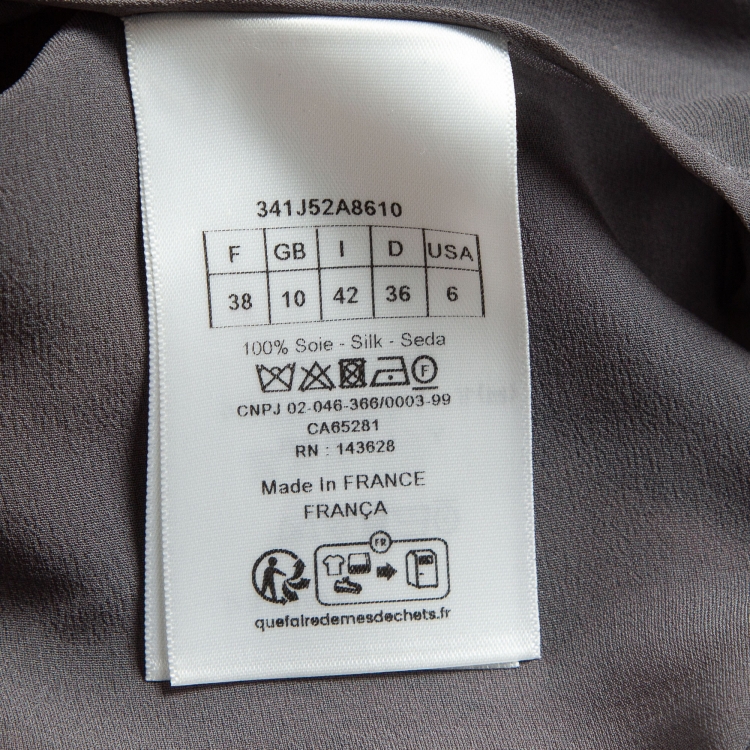 341J52A8610
F GB I D USA
38 10 42 36 6
100% Soie - Silk - Seda
F
CNPJ 02-046-366/0003-99
CA65281
RN : 143628
Made In FRANCE
FRANÇA
FR
quefairedemesdechets.fr